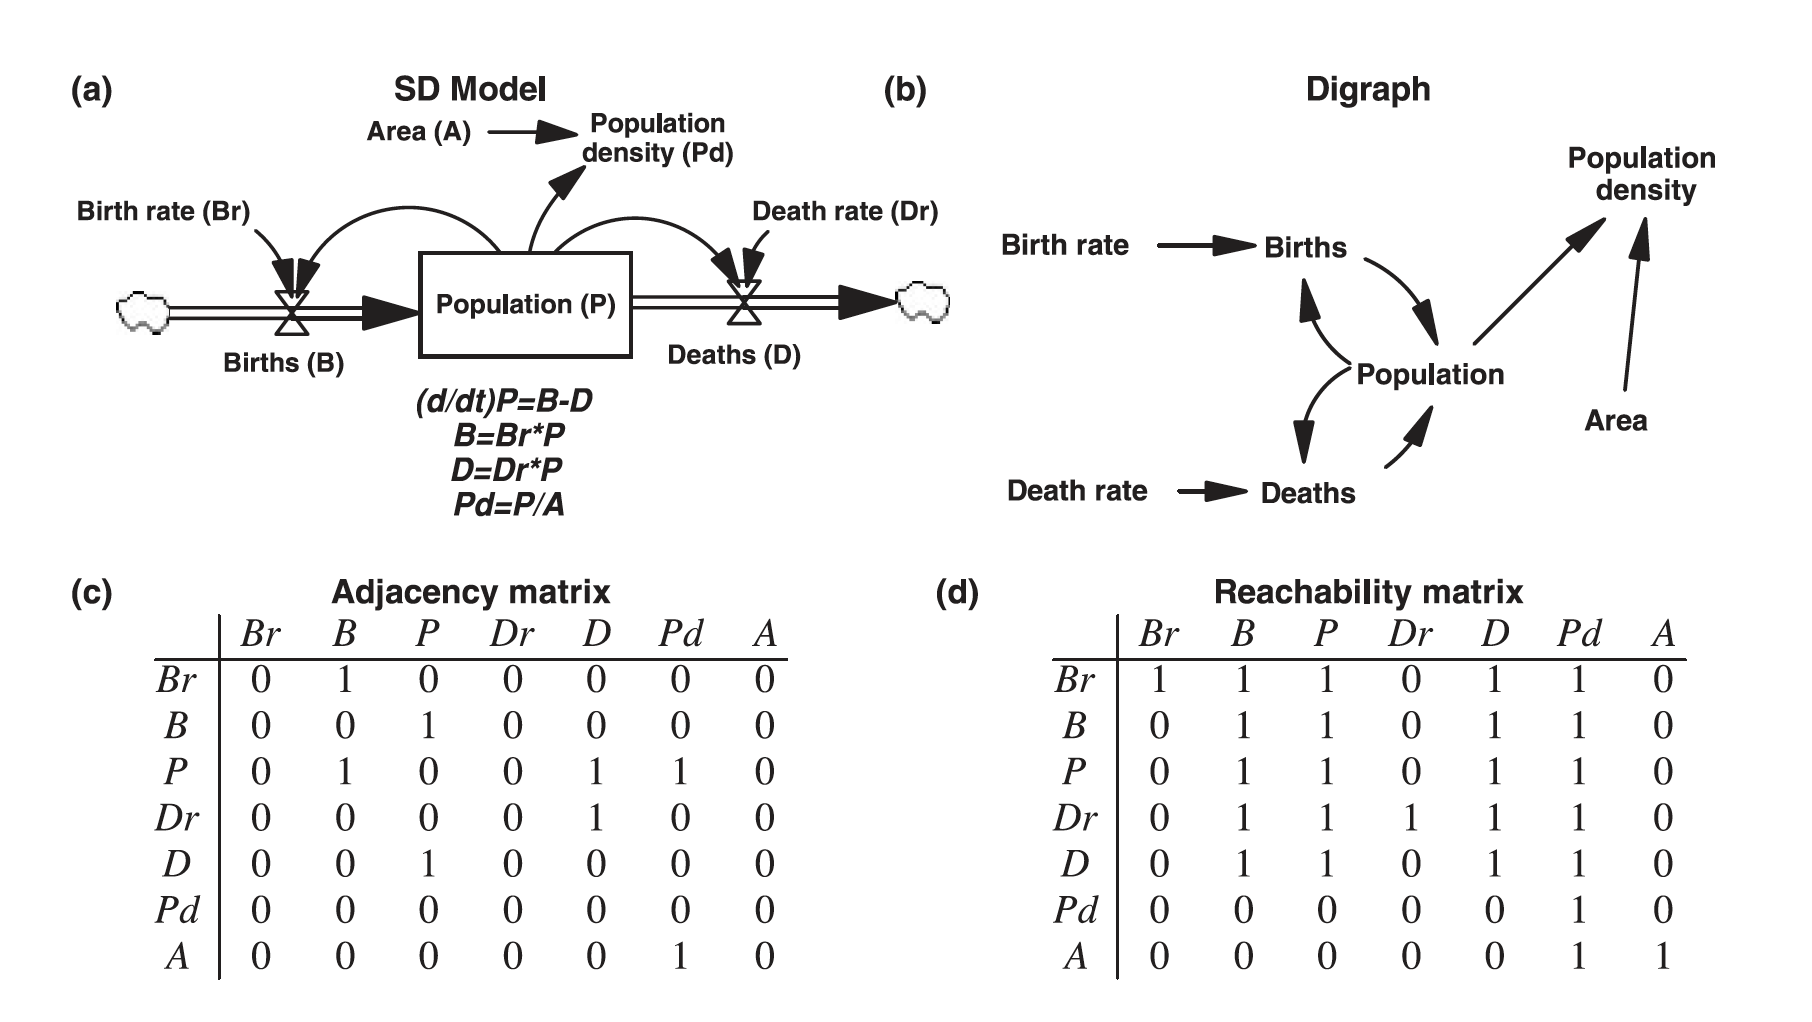 (a) SD Model
Area (A)
Population
density (Pd)
Birth rate (Br)
Death rate (Dr)
Population (P)
Births (B)
Deaths (D)
(d/dt)P=B-D
B=Br*P
D=Dr*P
Pd=P/A
(b) Digraph
Population
density
Birth rate
Births
Population
Area
Death rate
Deaths
(c) Adjacency matrix
Br B P Dr D Pd A
Br 0 1 0 0 0 0 0
B 0 0 1 0 0 0 0
P 0 1 0 0 1 1 0
Dr 0 0 0 0 1 0 0
D 0 0 1 0 0 0 0
Pd 0 0 0 0 0 0 0
A 0 0 0 0 0 1 0
(d) Reachability matrix
Br B P Dr D Pd A
Br 1 1 1 0 1 1 0
B 0 1 1 0 1 1 0
P 0 1 1 0 1 1 0
Dr 0 1 1 1 1 1 0
D 0 1 1 0 1 1 0
Pd 0 0 0 0 0 1 0
A 0 0 0 0 0 1 1